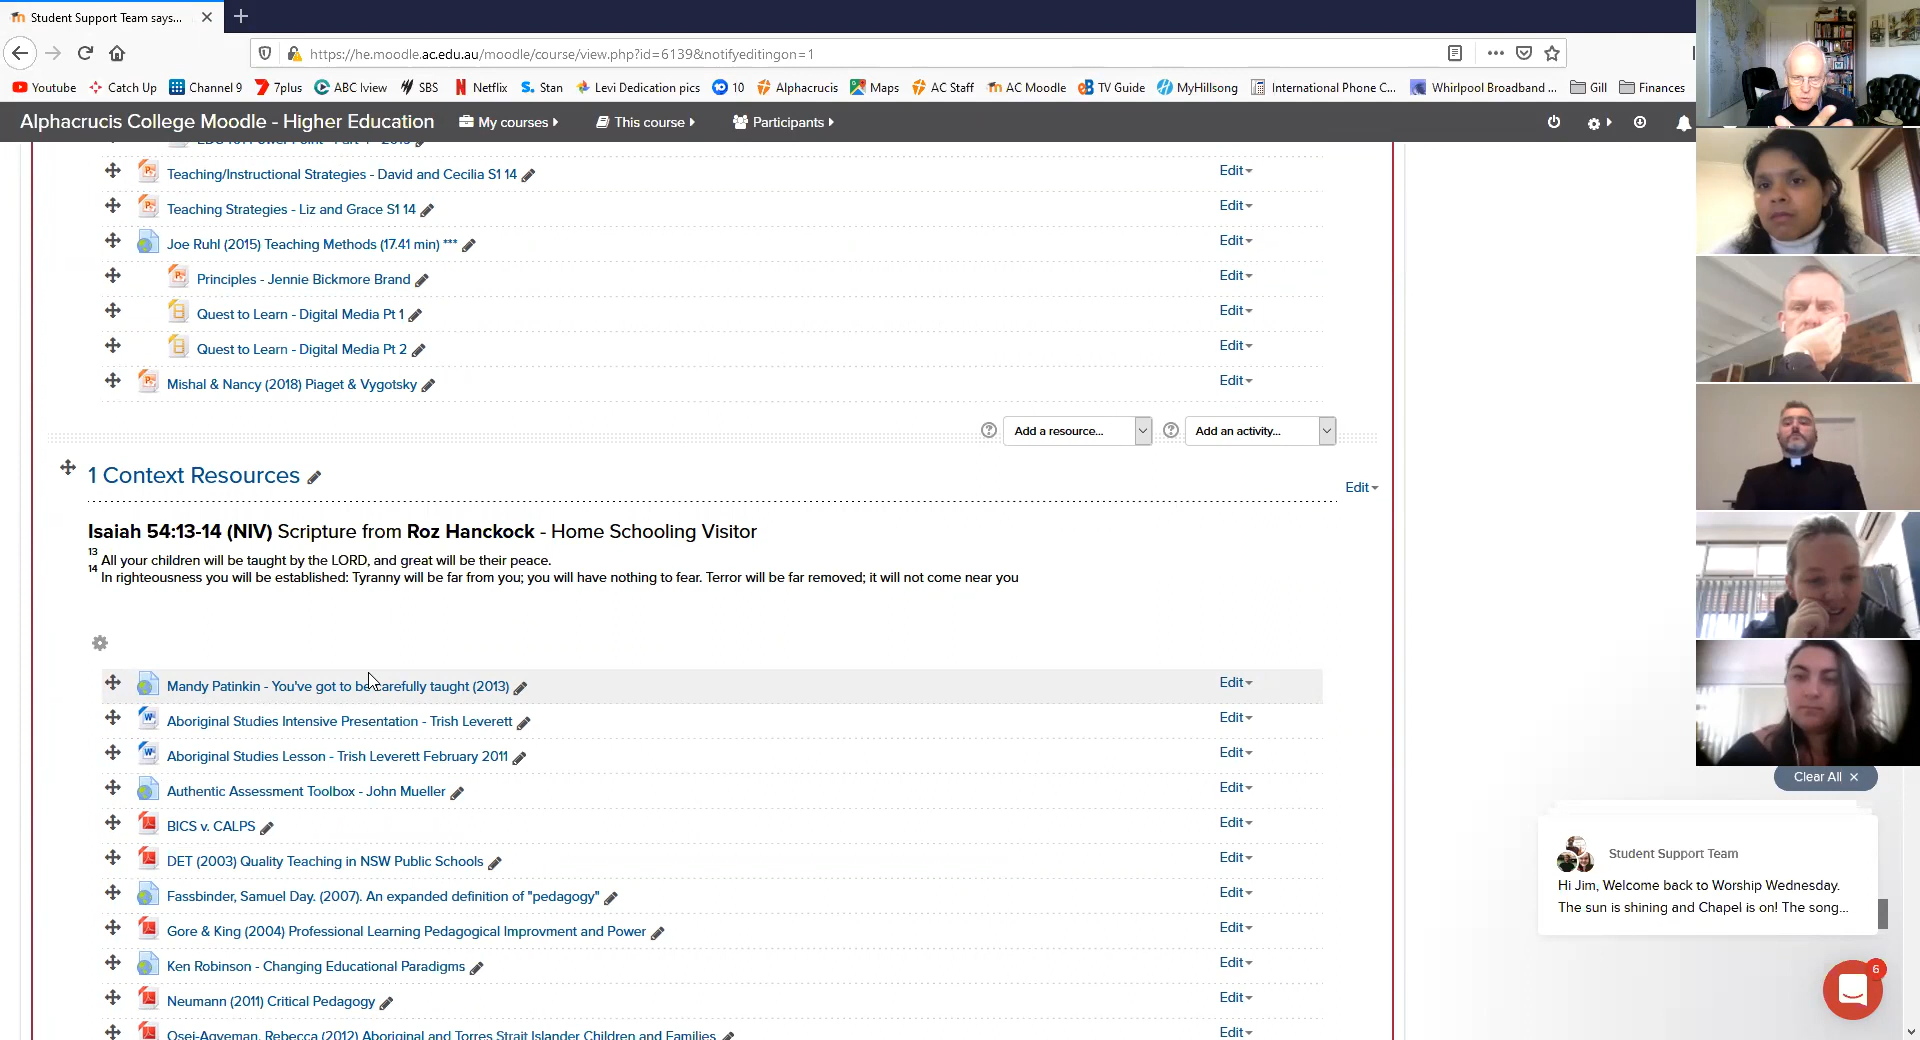 Student Support Team says...
https://he.moodle.ac.edu.au/moodle/course/view.php?id=6139&notifyeditingon=1
Youtube Catch Up Channel 9 7plus ABC Iview SBS Netflix Stan Levi Dedication pics 10 Alphacrucis Maps AC Staff AC Moodle TV Guide MyHillsong International Phone C... Whirlpool Broadband ... Gill Finances
Alphacrucis College Moodle - Higher Education My courses This course Participants
Teaching/Instructional Strategies - David and Cecilia S1 14 Edit
Teaching Strategies - Liz and Grace S1 14 Edit
Joe Ruhl (2015) Teaching Methods (17.41 min) *** Edit
Principles - Jennie Bickmore Brand Edit
Quest to Learn - Digital Media Pt 1 Edit
Quest to Learn - Digital Media Pt 2 Edit
Mishal & Nancy (2018) Piaget & Vygotsky Edit
Add a resource... Add an activity...
1 Context Resources
Edit
Isaiah 54:13-14 (NIV) Scripture from Roz Hanckock - Home Schooling Visitor
13 All your children will be taught by the LORD, and great will be their peace.
14 In righteousness you will be established: Tyranny will be far from you; you will have nothing to fear. Terror will be far removed; it will not come near you
Mandy Patinkin - You've got to be carefully taught (2013) Edit
Aboriginal Studies Intensive Presentation - Trish Leverett Edit
Aboriginal Studies Lesson - Trish Leverett February 2011 Edit
Authentic Assessment Toolbox - John Mueller Edit
BICS v. CALPS Edit
DET (2003) Quality Teaching in NSW Public Schools Edit
Fassbinder, Samuel Day. (2007). An expanded definition of "pedagogy" Edit
Gore & King (2004) Professional Learning Pedagogical Improvment and Power Edit
Ken Robinson - Changing Educational Paradigms Edit
Neumann (2011) Critical Pedagogy Edit
Osei-Agyeman, Rebecca (2012) Aboriginal and Torres Strait Islander Children and Families Edit
Clear All
Student Support Team
Hi Jim, Welcome back to Worship Wednesday.
The sun is shining and Chapel is on! The song...
6